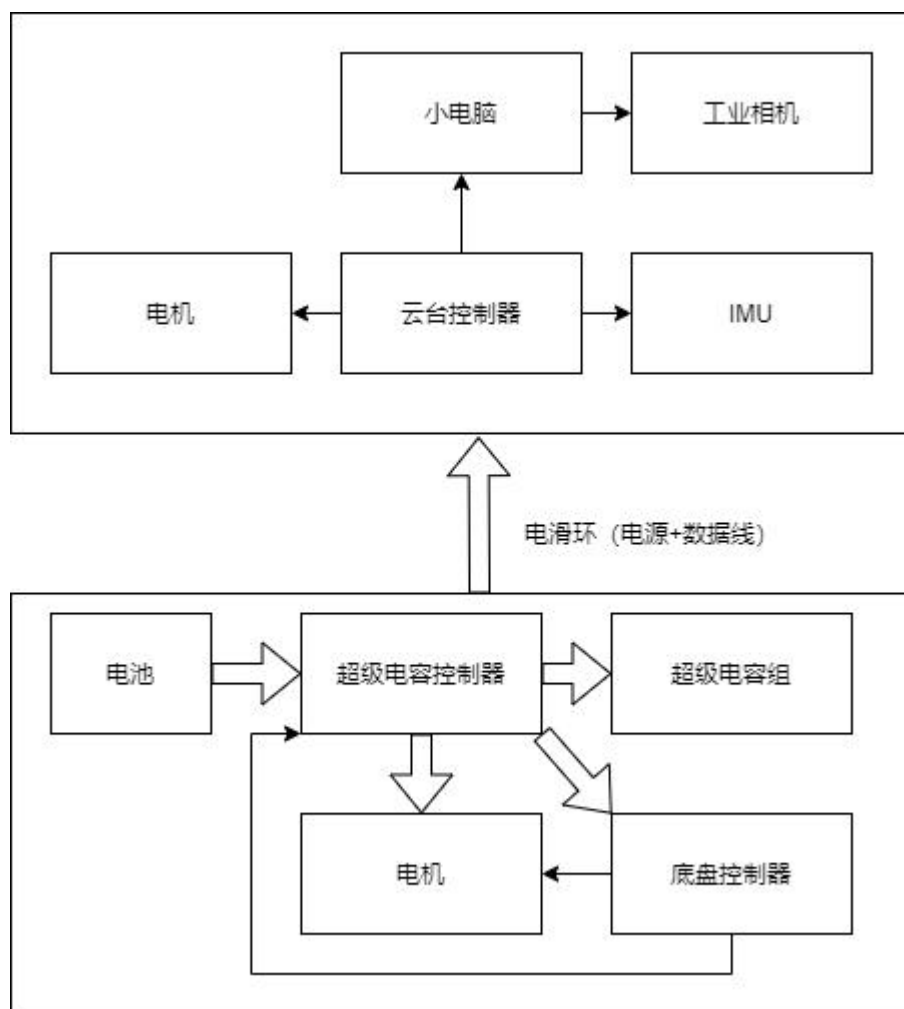 小电脑
工业相机
电机
云台控制器
IMU
电滑环（电源+数据线）
电池
超级电容控制器
超级电容组
电机
底盘控制器